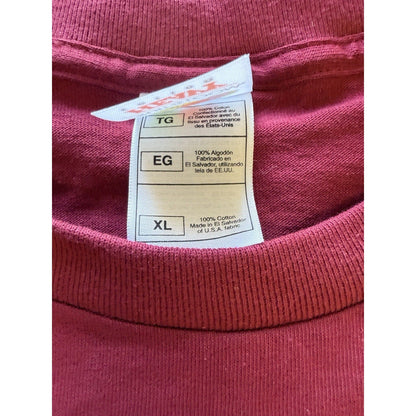 TG
100% Coton
Confectionné au
El Salvador avec du
tissu en provenance
des États-Unis
EG
100% Algodón
Fabricado en
El Salvador, utilizando
tela de EE.UU.
XL
100% Cotton
Made in El Salvador
of U.S.A. fabric